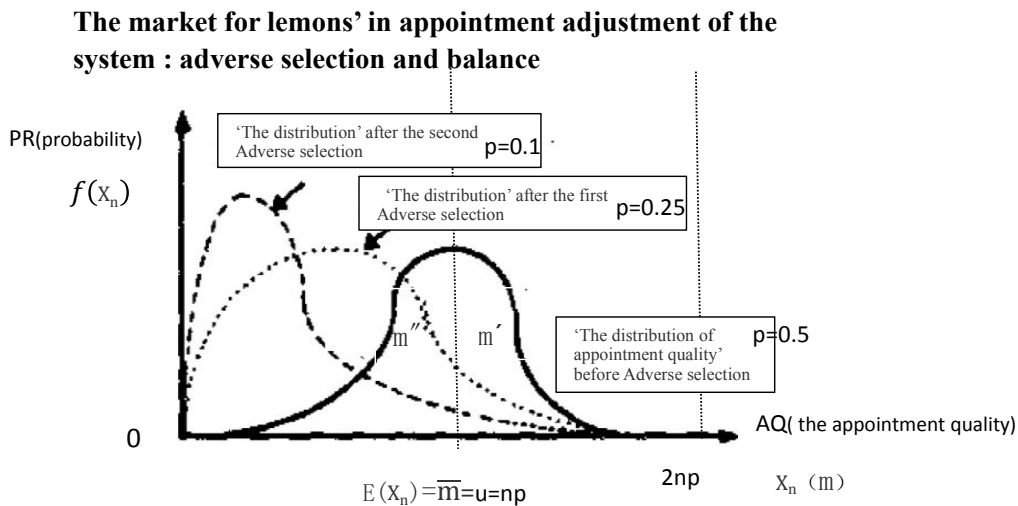 The market for lemons’ in appointment adjustment of the
system : adverse selection and balance
PR(probability)
f(Xn)
‘The distribution’ after the second
Adverse selection p=0.1
‘The distribution’ after the first
Adverse selection p=0.25
m″ m′
‘The distribution of
appointment quality’
before Adverse selection
p=0.5
0
AQ( the appointment quality)
2np
Xn (m)
E(Xn)=m̅=u=np